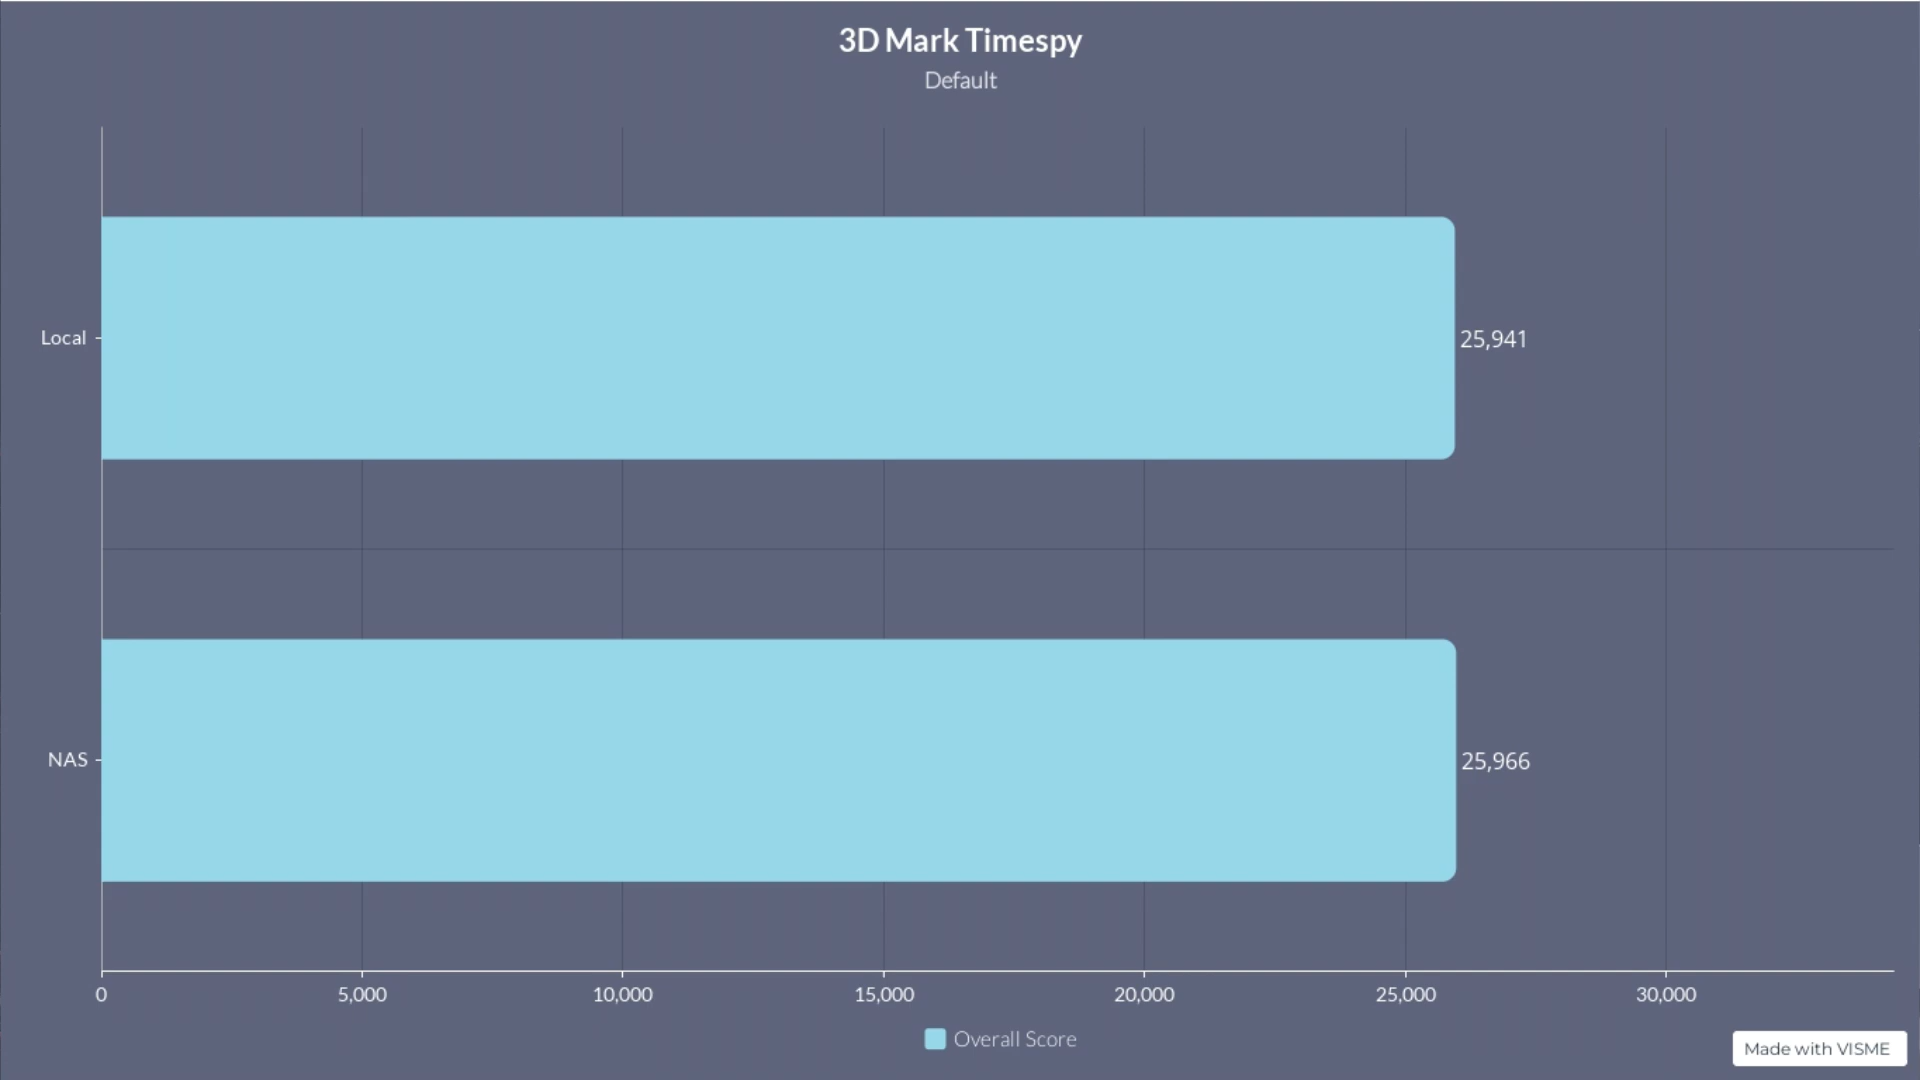 3D Mark Timespy
Default
Local
25,941
NAS
25,966
0 5,000 10,000 15,000 20,000 25,000 30,000
Overall Score
Made with VISME